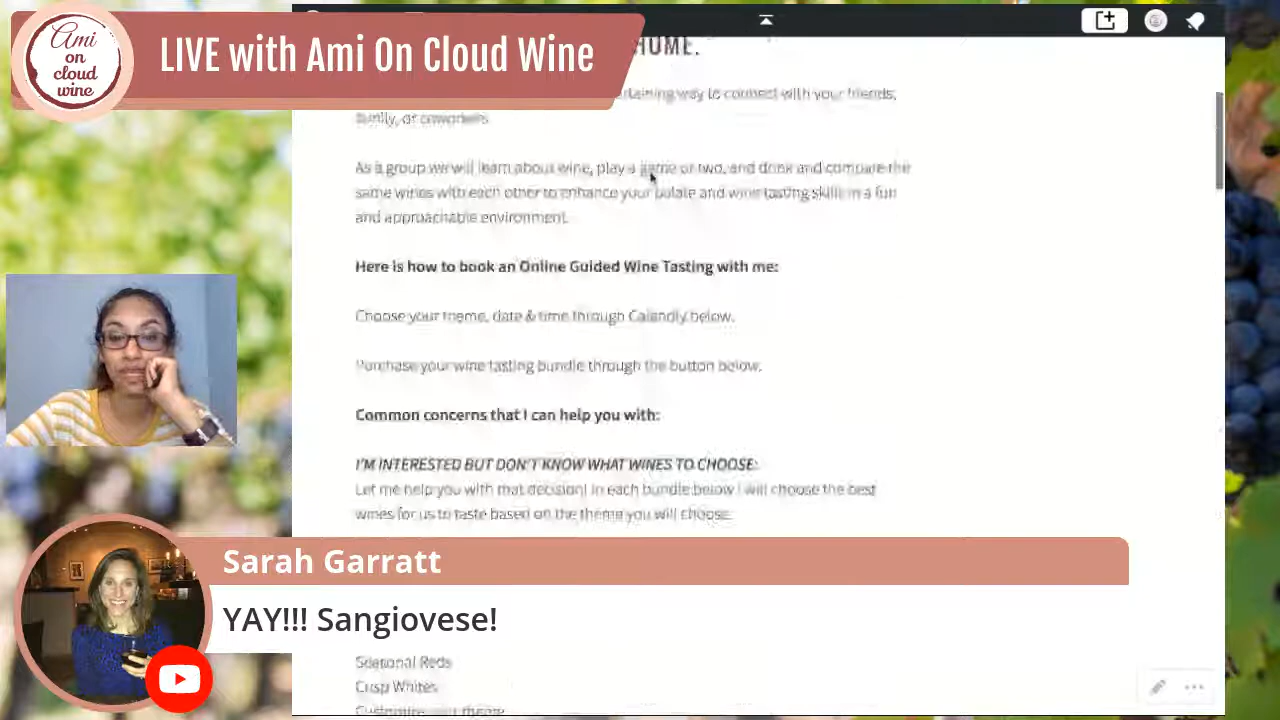 Ami
on
cloud
wine
LIVE with Ami On Cloud Wine
HOME.
rtaining way to connect with your friends,
family, or coworkers.
As a group we will learn about wine, play a game or two, and drink and compare the
same wines with each other to enhance your palate and wine tasting skills in a fun
and approachable environment.
Here is how to book an Online Guided Wine Tasting with me:
Choose your theme, date & time through Calendly below.
Purchase your wine tasting bundle through the button below.
Common concerns that I can help you with:
I'M INTERESTED BUT DON'T KNOW WHAT WINES TO CHOOSE:
Let me help you with that decision! In each bundle below I will choose the best
wines for us to taste based on the theme you will choose.
Sarah Garratt
YAY!!! Sangiovese!
Seasonal Reds
Crisp Whites
Customize your theme